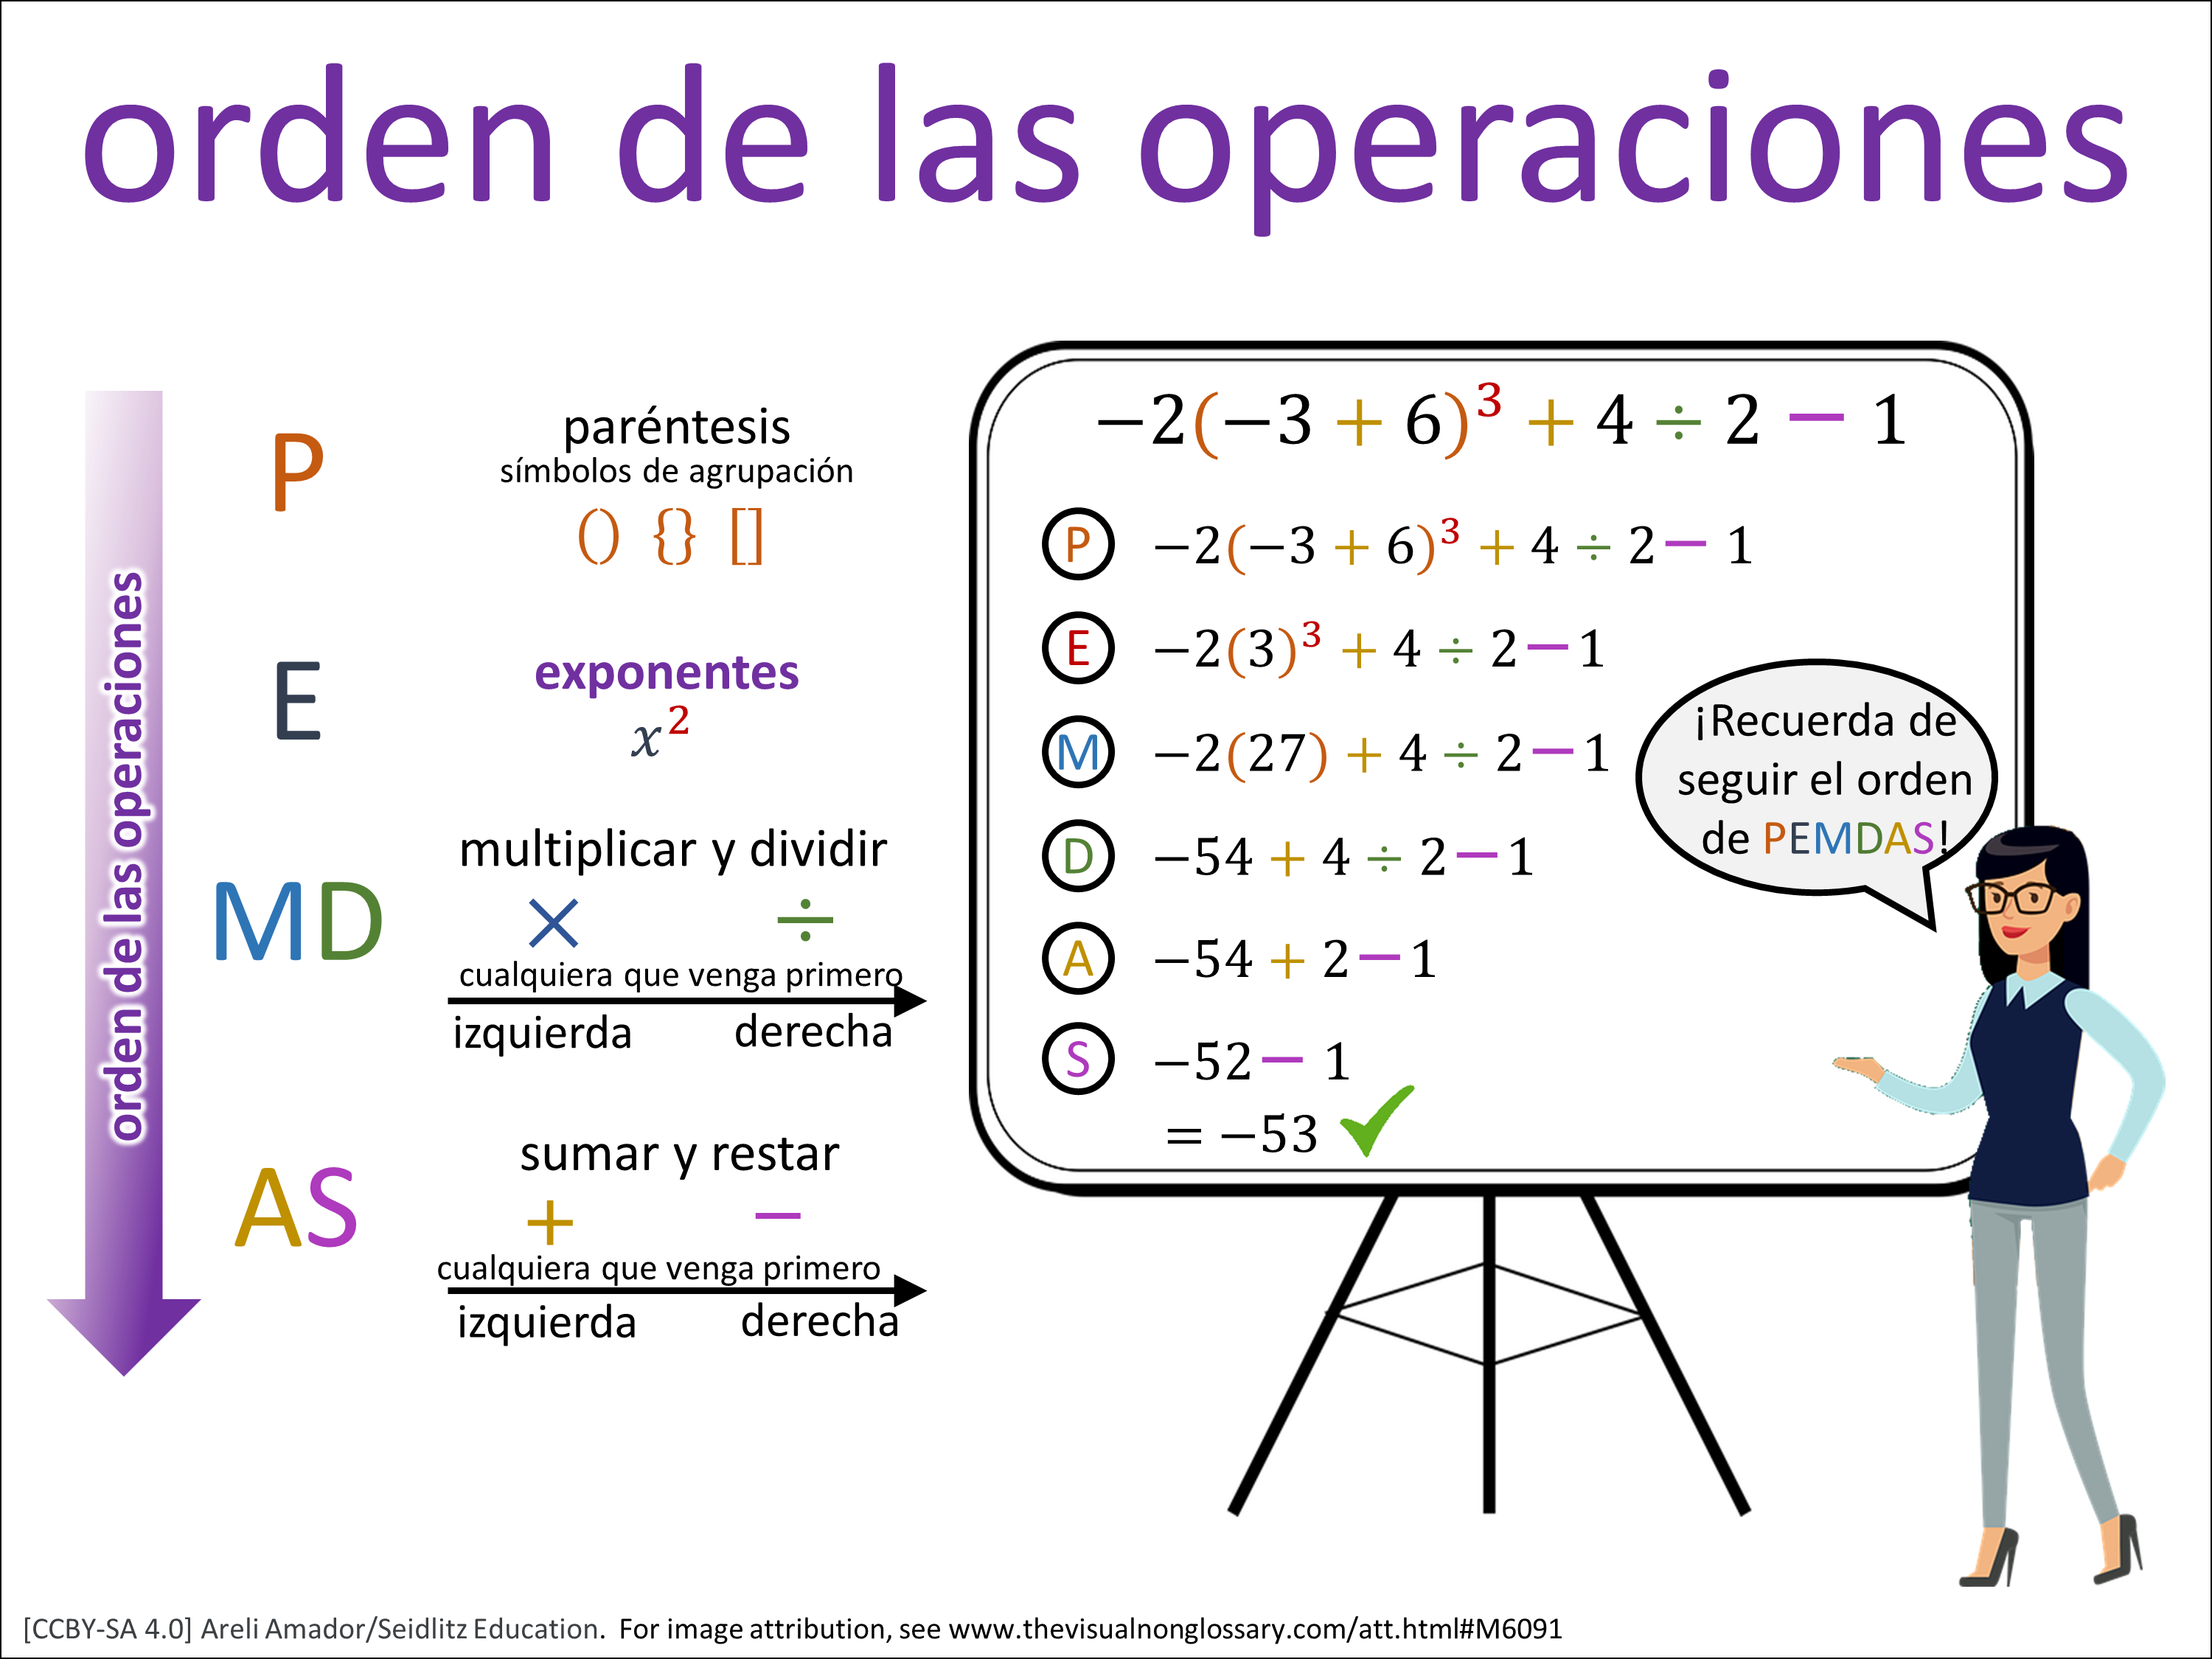 orden de las operaciones
orden de las operaciones
P
paréntesis
símbolos de agrupación
() {} []
E
exponentes
x²
MD
multiplicar y dividir
× ÷
cualquiera que venga primero
izquierda derecha
AS
sumar y restar
+ −
cualquiera que venga primero
izquierda derecha
−2(−3 + 6)³ + 4 ÷ 2 − 1
P −2(−3 + 6)³ + 4 ÷ 2 − 1
E −2(3)³ + 4 ÷ 2 − 1
M −2(27) + 4 ÷ 2 − 1
D −54 + 4 ÷ 2 − 1
A −54 + 2 − 1
S −52 − 1
= −53
¡Recuerda de
seguir el orden
de PEMDAS!
[CCBY-SA 4.0] Areli Amador/Seidlitz Education. For image attribution, see www.thevisualnonglossary.com/att.html#M6091